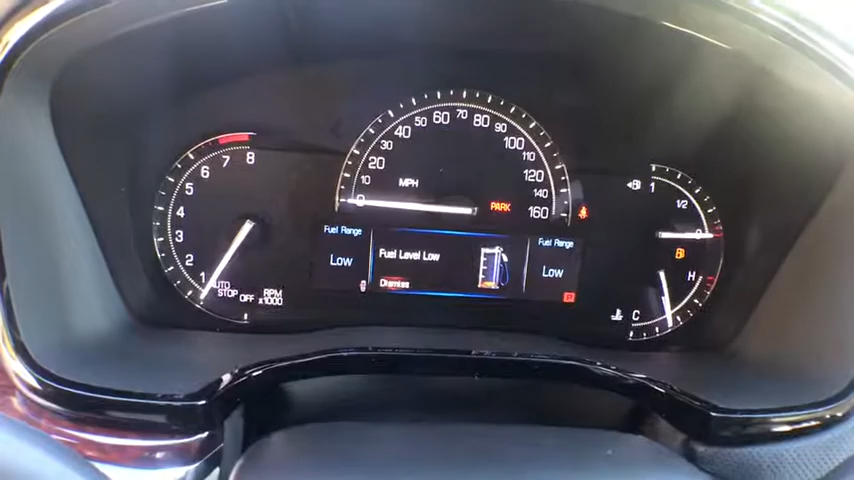 0 10 20 30 40 50 60 70 80 90 100 110 120 130 140 160
MPH
PARK
1 2 3 4 5 6 7 8
AUTO
STOP OFF
RPM
x1000
Fuel Range
Low
Fuel Level Low
Dismiss
Fuel Range
Low
P
1
1/2
0
H
C